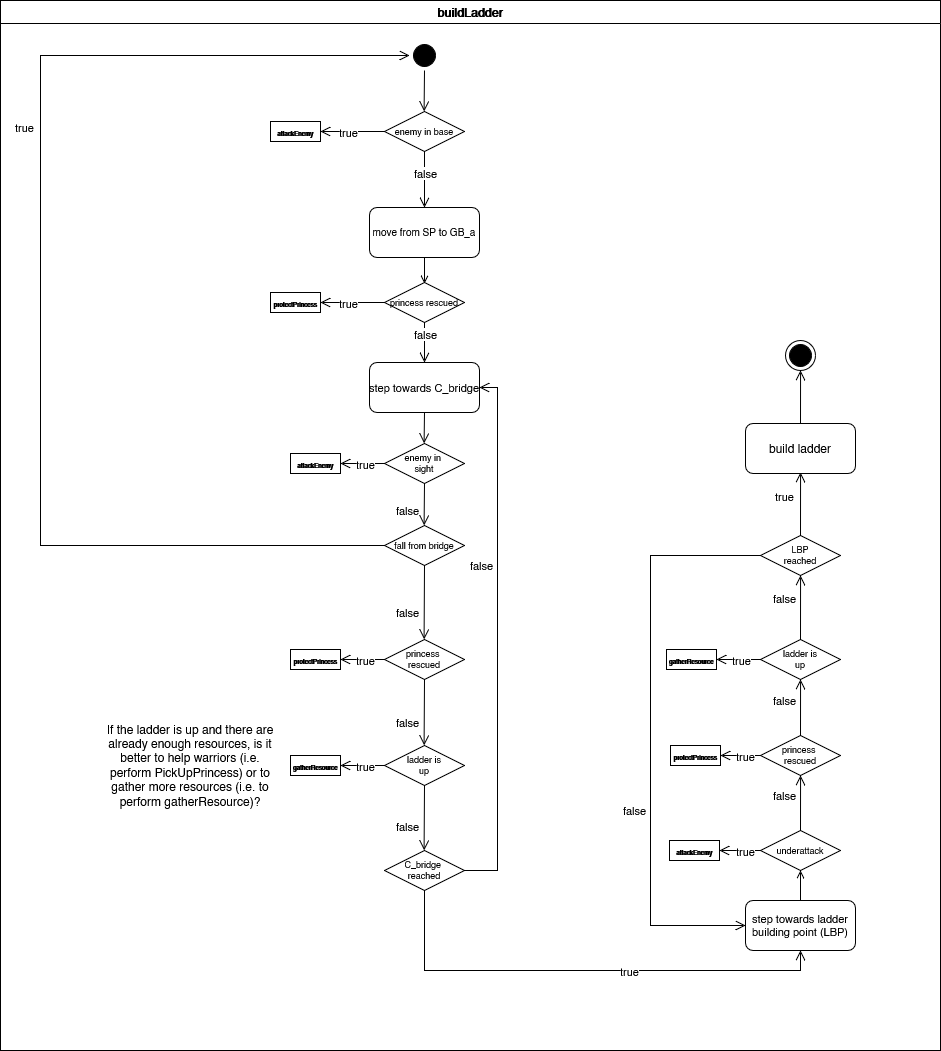 buildLadder
true
attackEnemy
true
enemy in base
false
move from SP to GB_a
protectPrincess
true
princess rescued
false
step towards C_bridge
attackEnemy
true
enemy in
sight
false
fall from bridge
false
false
protectPrincess
true
princess
rescued
false
If the ladder is up and there are
already enough resources, is it
better to help warriors (i.e.
perform PickUpPrincess) or to
gather more resources (i.e. to
perform gatherResource)?
gatherResource
true
ladder is
up
false
C_bridge
reached
true
build ladder
true
LBP
reached
false
gatherResource
true
ladder is
up
false
protectPrincess
true
princess
rescued
false
false
attackEnemy
true
underattack
step towards ladder
building point (LBP)